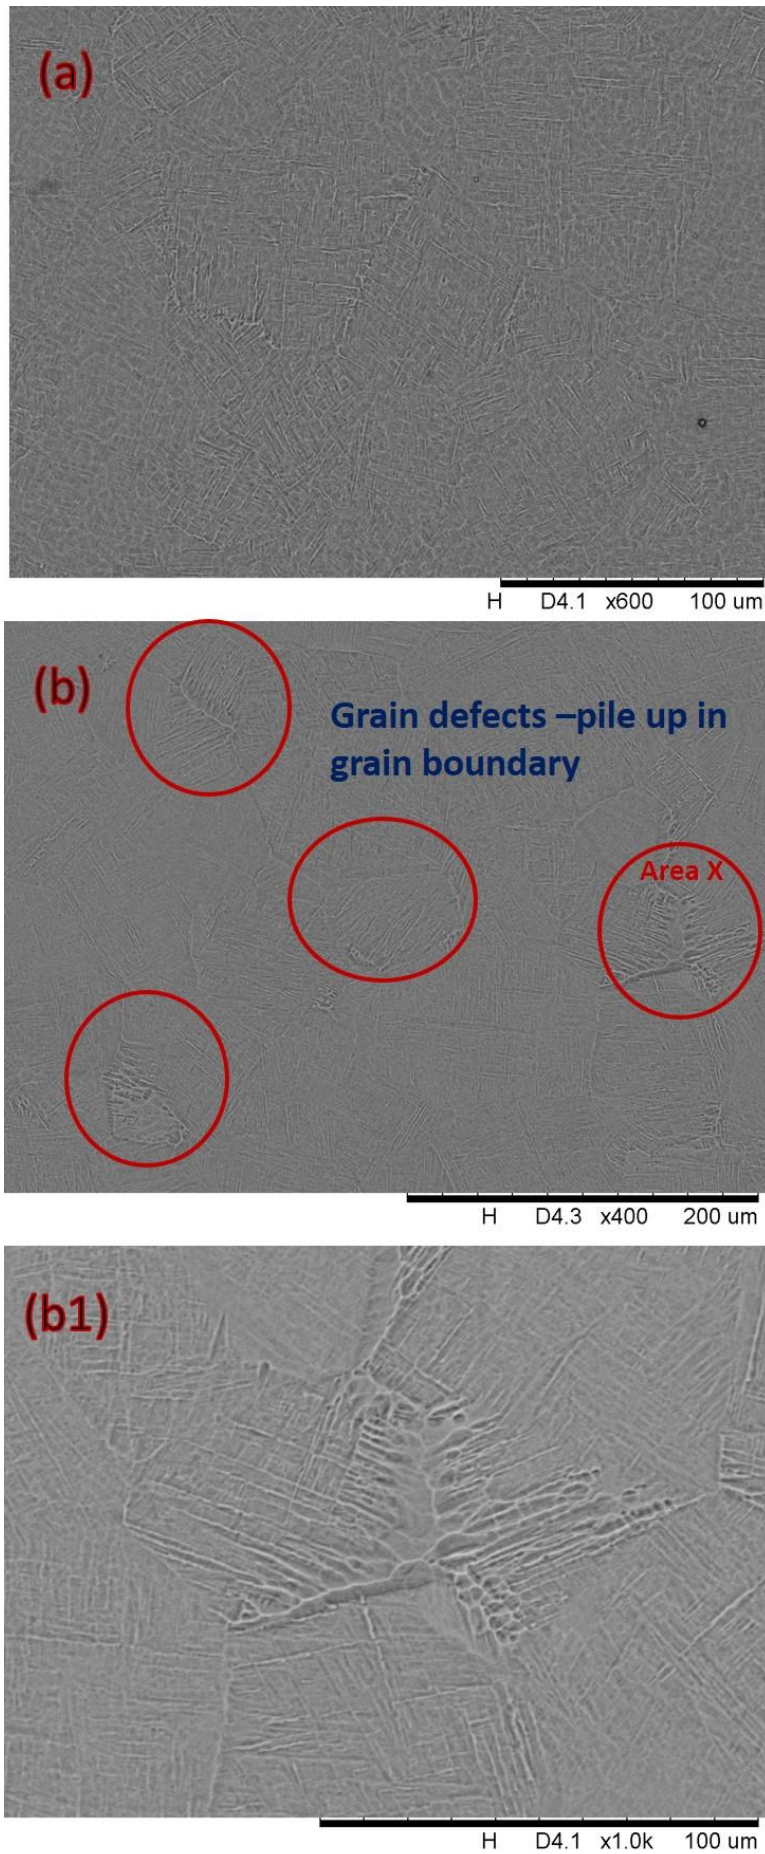 (a)
H D4.1 x600 100 um
(b)
Grain defects –pile up in
grain boundary
Area X
H D4.3 x400 200 um
(b1)
H D4.1 x1.0k 100 um